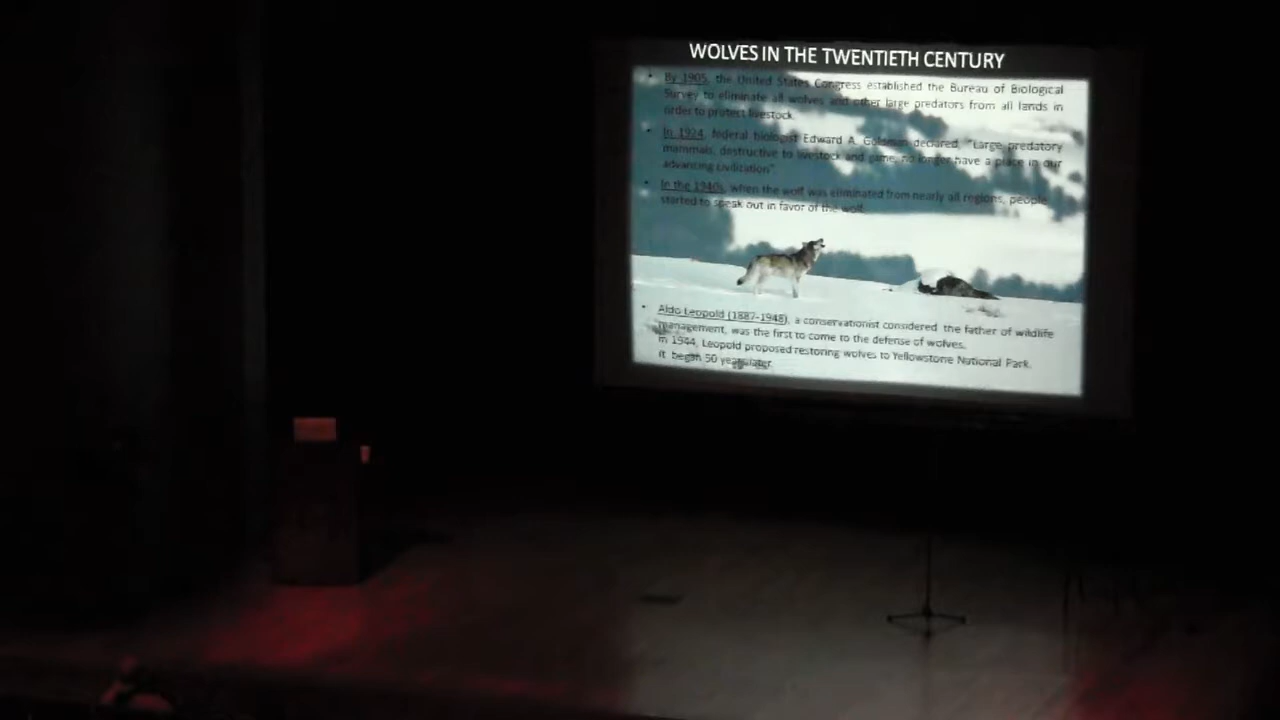 WOLVES IN THE TWENTIETH CENTURY
• By 1905, the United States Congress established the Bureau of Biological
Survey to eliminate all wolves and other large predators from all lands in
order to protect livestock.
• In 1924, federal biologist Edward A. Goldman declared, "Large predatory
mammals, destructive to livestock and game, no longer have a place in our
advancing civilization".
• In the 1940s, when the wolf was eliminated from nearly all regions, people
started to speak out in favor of the wolf.
• Aldo Leopold (1887-1948), a conservationist considered the father of wildlife
management, was the first to come to the defense of wolves.
In 1944, Leopold proposed restoring wolves to Yellowstone National Park.
It began 50 years later.